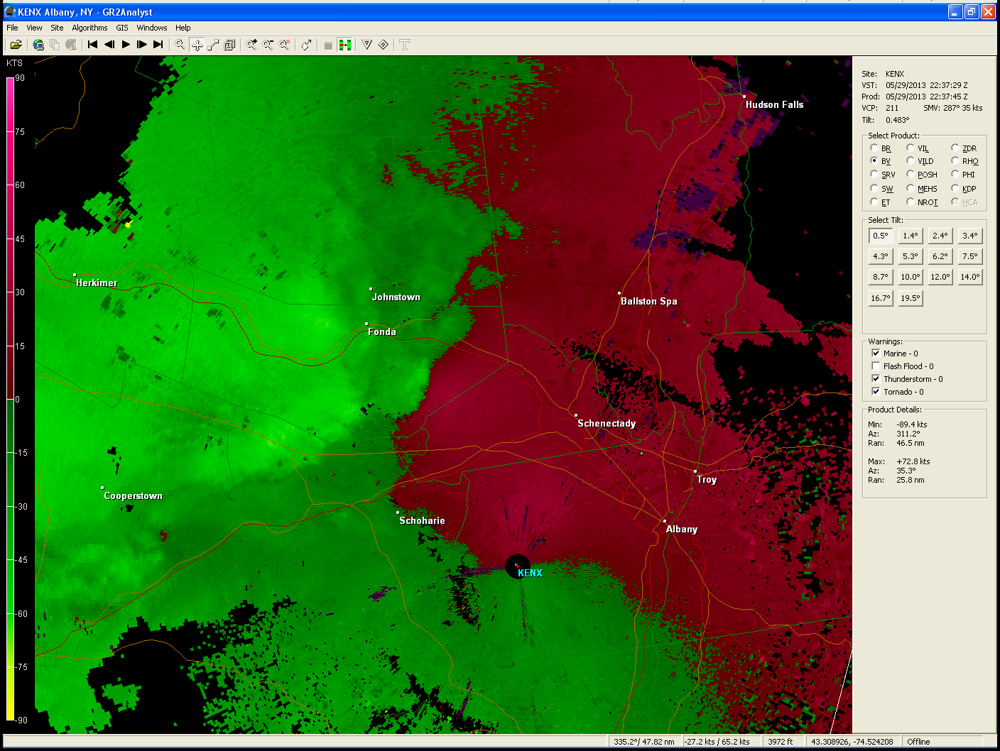 KENX Albany, NY - GR2Analyst
File View Site Algorithms GIS Windows Help
KTS
90
75
60
45
30
15
0
-15
-30
-45
-60
-75
-90
Hudson Falls
Herkimer
Johnstown
Ballston Spa
Fonda
Schenectady
Troy
Cooperstown
Schoharie
Albany
KENX
Site: KENX
VST: 05/29/2013 22:37:29 Z
Prod: 05/29/2013 22:37:45 Z
VCP: 211 SMV: 287° 35 kts
Tilt: 0.483°
Select Product:
BR VIL ZDR
BV VILD RHO
SRV POSH PHI
SW MEHS KDP
ET NROT HCA
Select Tilt:
0.5° 1.4° 2.4° 3.4°
4.3° 5.3° 6.2° 7.5°
8.7° 10.0° 12.0° 14.0°
16.7° 19.5°
Warnings:
Marine - 0
Flash Flood - 0
Thunderstorm - 0
Tornado - 0
Product Details:
Min: -89.4 kts
Az: 311.2°
Ran: 46.5 nm
Max: +72.8 kts
Az: 35.3°
Ran: 25.8 nm
335.2°/ 47.82 nm -27.2 kts / 65.2 kts 3972 ft 43.308926, -74.524208 Offline